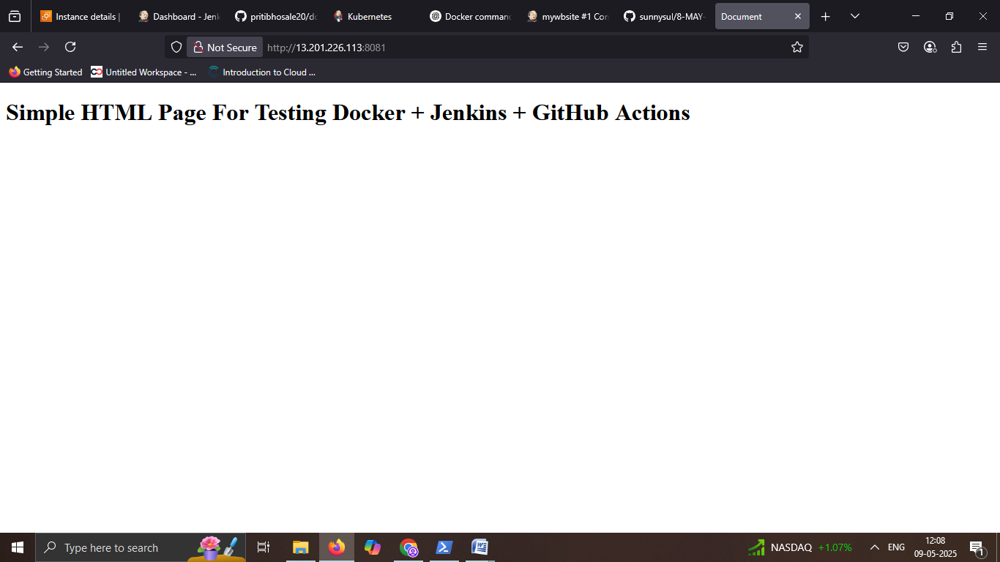 Instance details |
Dashboard - Jenk
pritibhosale20/do
Kubernetes
Docker comman
mywbsite #1 Con
sunnysul/8-MAY-
Document
Not Secure
http://13.201.226.113:8081
Getting Started
Untitled Workspace - ...
Introduction to Cloud ...
Simple HTML Page For Testing Docker + Jenkins + GitHub Actions
Type here to search
NASDAQ +1.07%
ENG
12:08
09-05-2025
1